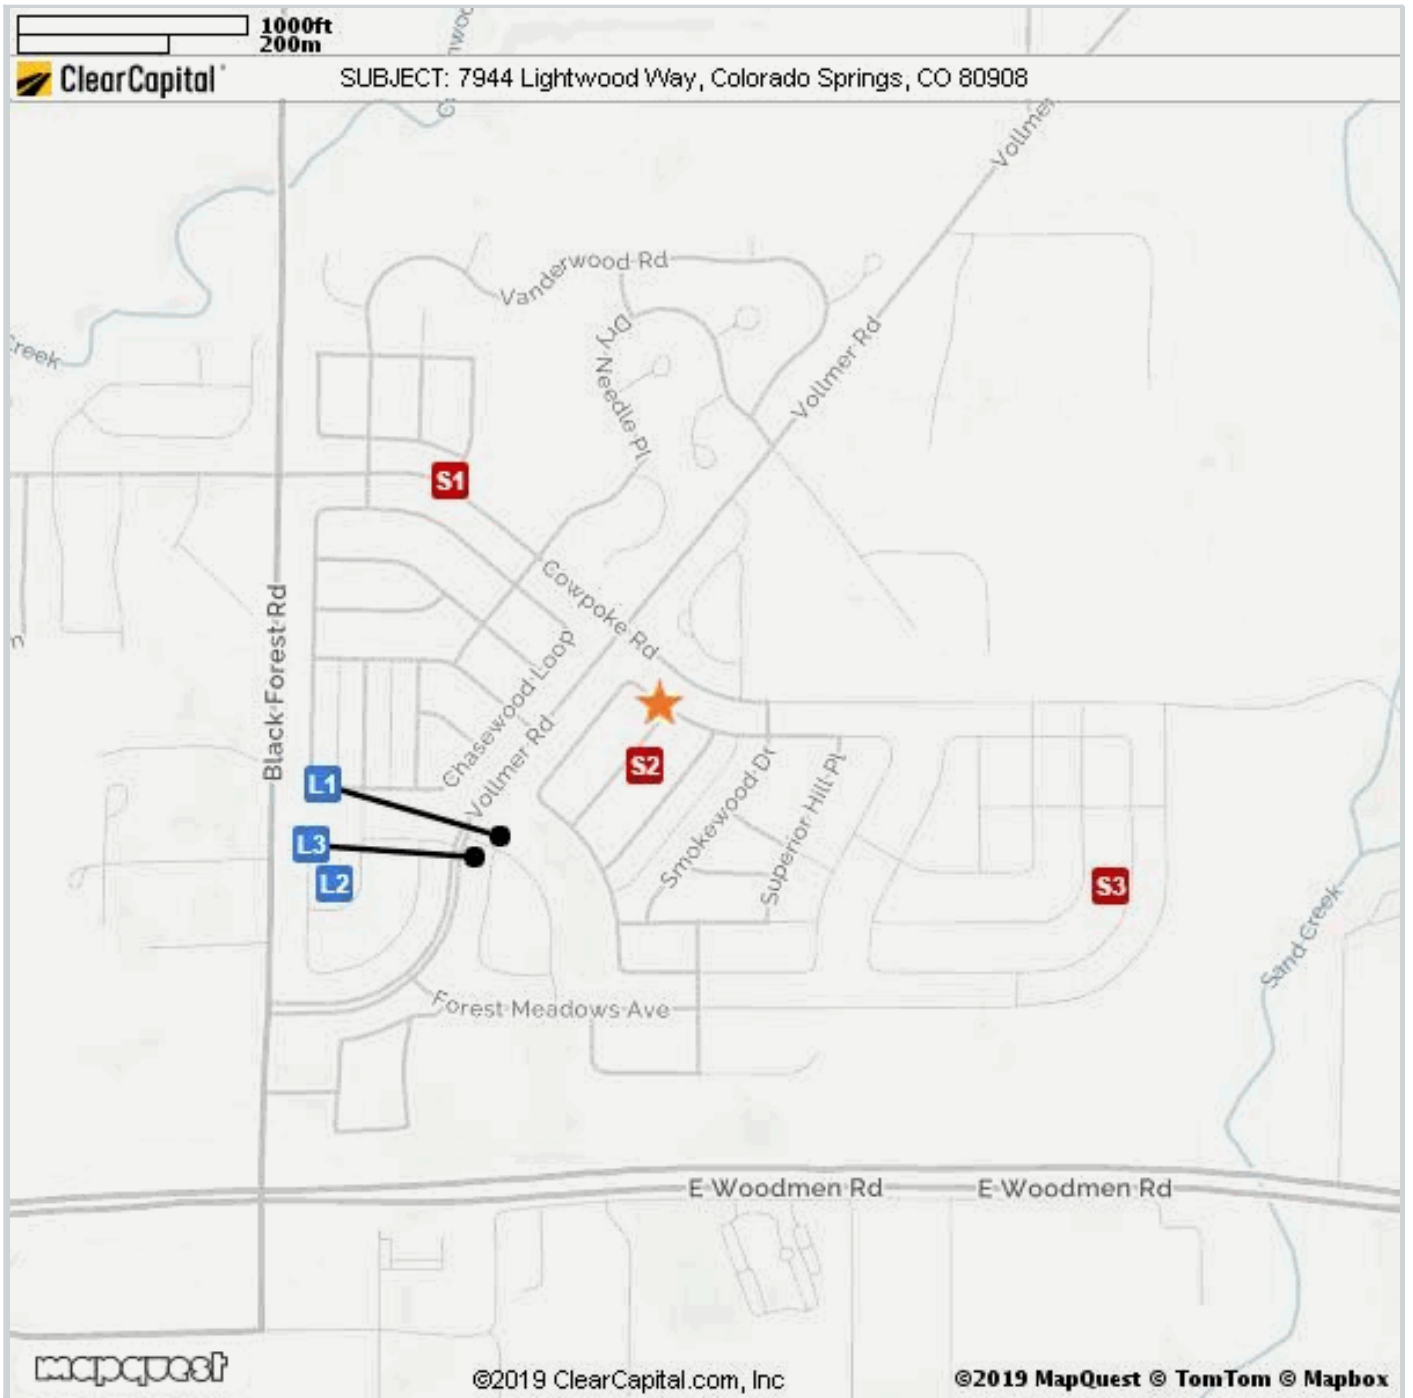 1000ft
200m
ClearCapital
SUBJECT: 7944 Lightwood Way, Colorado Springs, CO 80908
Vollmer
Vanderwood Rd
Dry Needle Pl
Vollmer Rd
Creek
S1
Cowpoke Rd
Black Forest Rd
Chasewood Loop
Vollmer Rd
S2
Smokewood Dr
Superior Hill Pl
L1
L3
L2
S3
Sand Creek
Forest Meadows Ave
E Woodmen Rd
E Woodmen Rd
mapquest
©2019 ClearCapital.com, Inc
©2019 MapQuest © TomTom © Mapbox